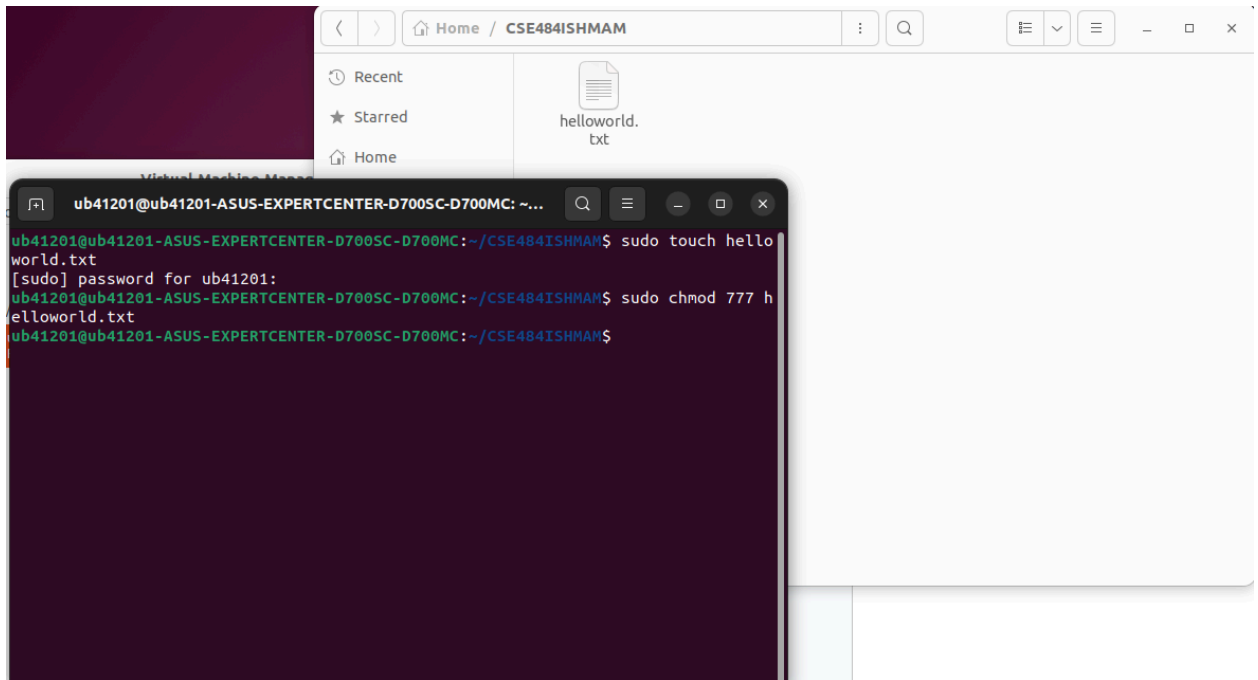 Home / CSE484ISHMAM
Recent
Starred
Home
helloworld.
txt
ub41201@ub41201-ASUS-EXPERTCENTER-D700SC-D700MC: ~...
ub41201@ub41201-ASUS-EXPERTCENTER-D700SC-D700MC:~/CSE484ISHMAM$ sudo touch hello
world.txt
[sudo] password for ub41201:
ub41201@ub41201-ASUS-EXPERTCENTER-D700SC-D700MC:~/CSE484ISHMAM$ sudo chmod 777 h
elloworld.txt
ub41201@ub41201-ASUS-EXPERTCENTER-D700SC-D700MC:~/CSE484ISHMAM$